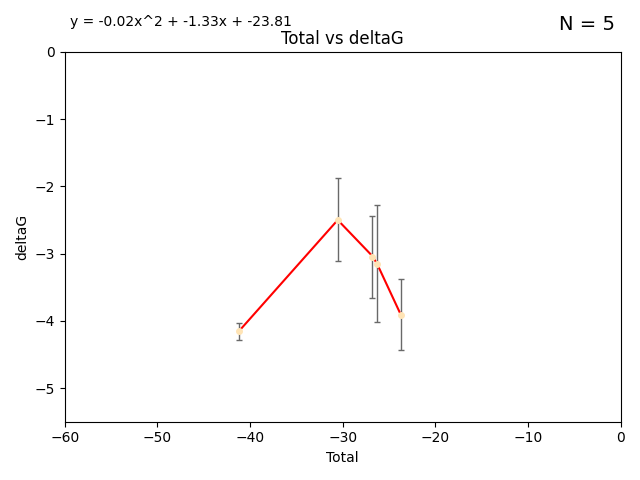 y = -0.02x^2 + -1.33x + -23.81
N = 5
Total vs deltaG
0
−1
−2
−3
−4
−5
deltaG
−60
−50
−40
−30
−20
−10
0
Total